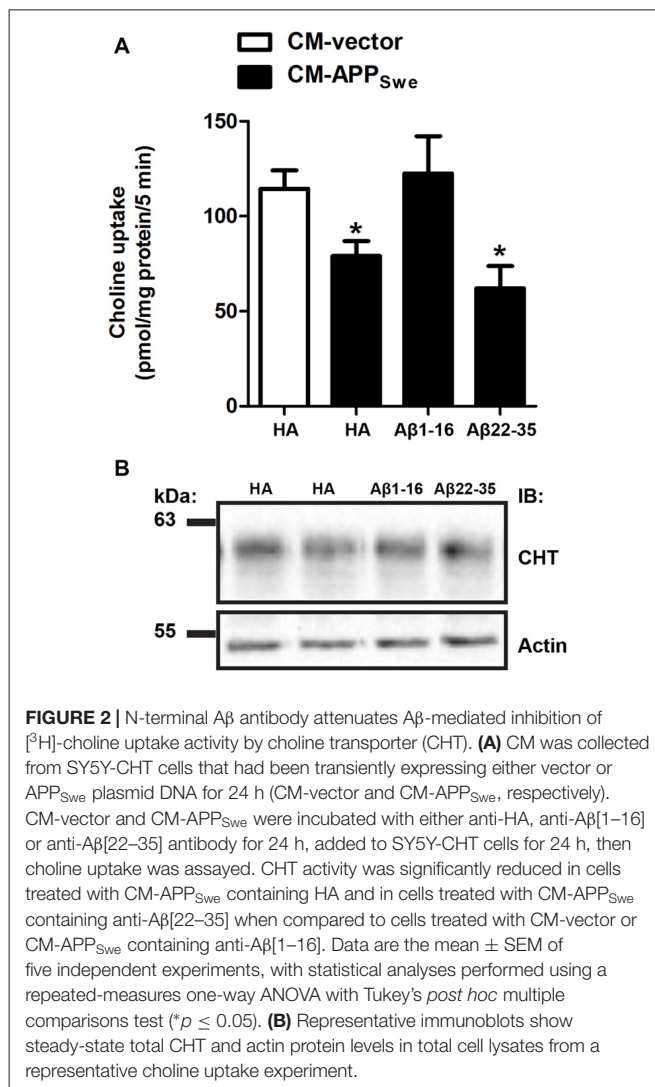 A
CM-vector
CM-APPSwe
Choline uptake
(pmol/mg protein/5 min)
150
100
50
0
*
*
HA HA Aβ1-16 Aβ22-35
B
kDa: HA HA Aβ1-16 Aβ22-35 IB:
63
CHT
55
Actin
FIGURE 2 | N-terminal Aβ antibody attenuates Aβ-mediated inhibition of
[³H]-choline uptake activity by choline transporter (CHT). (A) CM was collected
from SY5Y-CHT cells that had been transiently expressing either vector or
APPSwe plasmid DNA for 24 h (CM-vector and CM-APPSwe, respectively).
CM-vector and CM-APPSwe were incubated with either anti-HA, anti-Aβ[1–16]
or anti-Aβ[22–35] antibody for 24 h, added to SY5Y-CHT cells for 24 h, then
choline uptake was assayed. CHT activity was significantly reduced in cells
treated with CM-APPSwe containing HA and in cells treated with CM-APPSwe
containing anti-Aβ[22–35] when compared to cells treated with CM-vector or
CM-APPSwe containing anti-Aβ[1–16]. Data are the mean ± SEM of
five independent experiments, with statistical analyses performed using a
repeated-measures one-way ANOVA with Tukey's post hoc multiple
comparisons test (*p ≤ 0.05). (B) Representative immunoblots show
steady-state total CHT and actin protein levels in total cell lysates from a
representative choline uptake experiment.